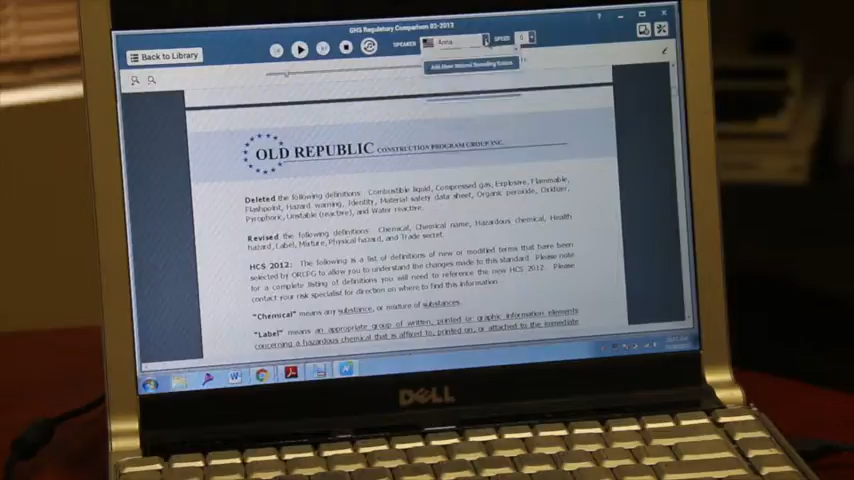 GHS Regulatory Comparison 03-2013
Back to Library
SPEAKER Anna SPEED 0
Add More Natural Sounding Voices
OLD REPUBLIC CONSTRUCTION PROGRAM GROUP, INC.
Deleted the following definitions: Combustible liquid, Compressed gas, Explosive, Flammable,
Flashpoint, Hazard warning, Identity, Material safety data sheet, Organic peroxide, Oxidizer,
Pyrophoric, Unstable (reactive), and Water reactive.
Revised the following definitions: Chemical, Chemical name, Hazardous chemical, Health
hazard, Label, Mixture, Physical hazard, and Trade secret.
HCS 2012: The following is a list of definitions of new or modified terms that have been
selected by ORCPG to allow you to understand the changes made to this standard. Please note
for a complete listing of definitions you will need to reference the new HCS 2012. Please
contact your risk specialist for direction on where to find this information.
"Chemical" means any substance, or mixture of substances.
"Label" means an appropriate group of written, printed or graphic information elements
concerning a hazardous chemical that is affixed to, printed on, or attached to the immediate
DELL